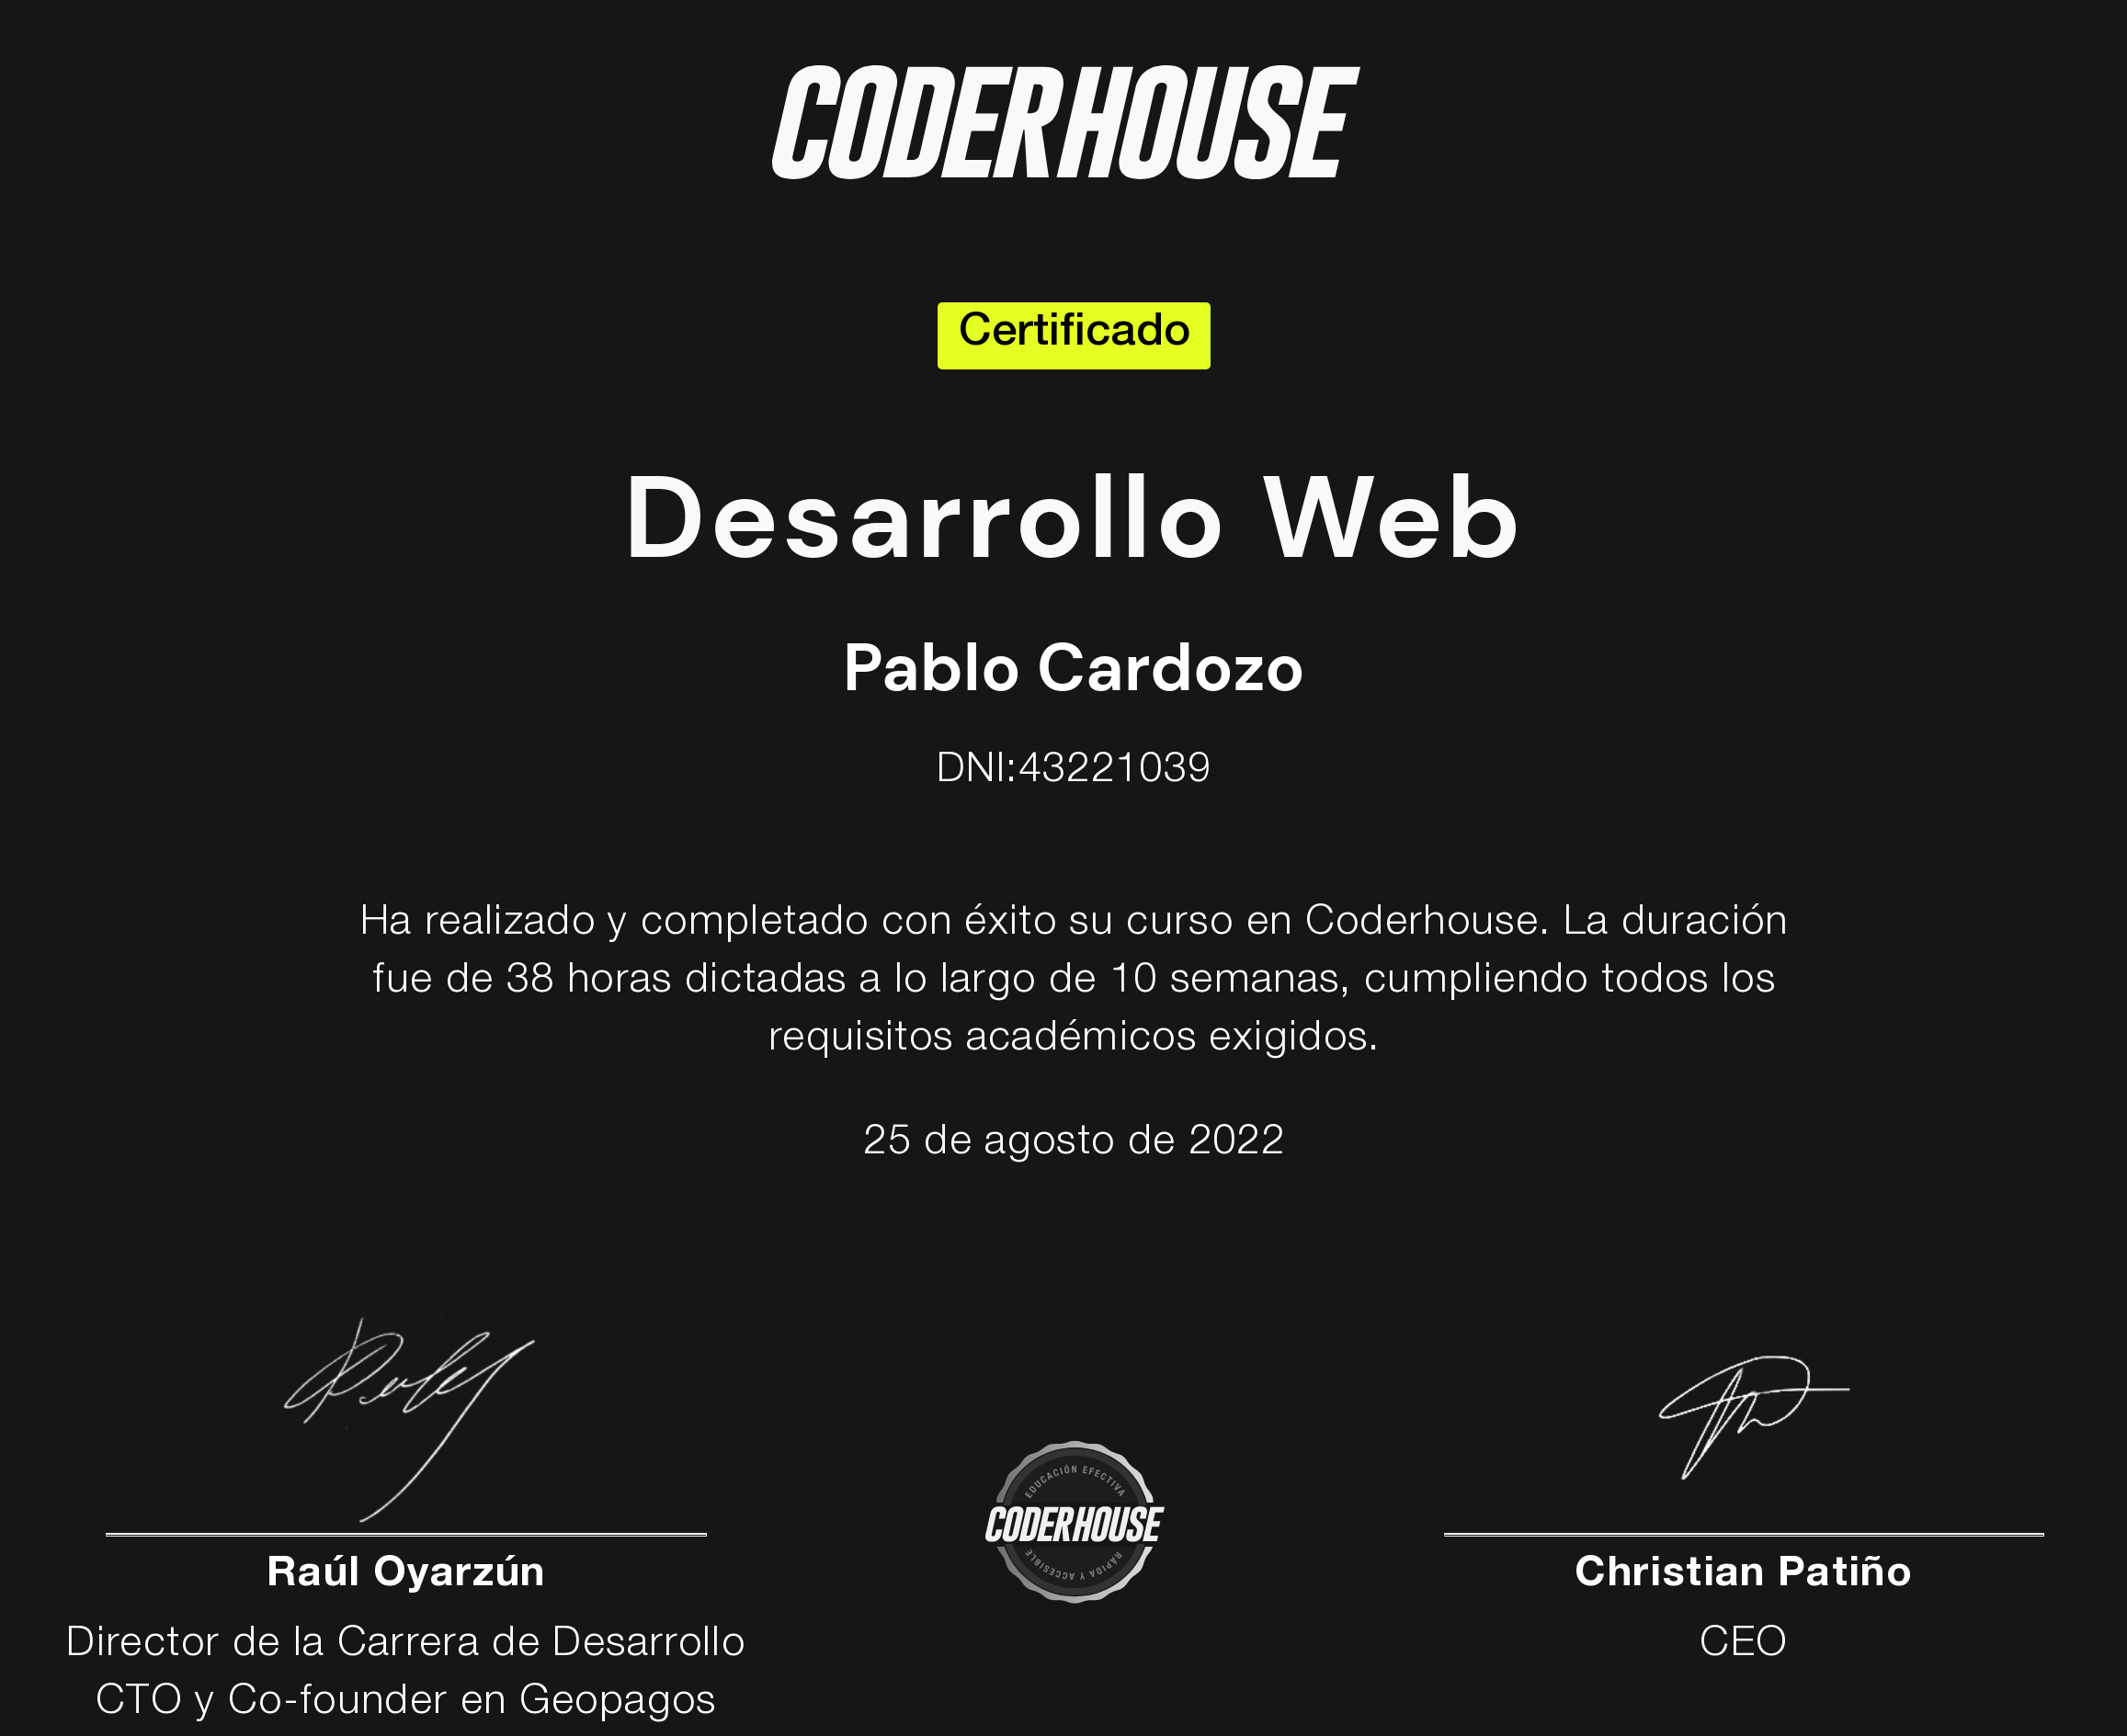 CODERHOUSE
Certificado
Desarrollo Web
Pablo Cardozo
DNI:43221039
Ha realizado y completado con éxito su curso en Coderhouse. La duración
fue de 38 horas dictadas a lo largo de 10 semanas, cumpliendo todos los
requisitos académicos exigidos.
25 de agosto de 2022
EDUCACIÓN EFECTIVA
CODERHOUSE
RÁPIDA Y ACCESIBLE
Raúl Oyarzún
Director de la Carrera de Desarrollo
CTO y Co-founder en Geopagos
Christian Patiño
CEO